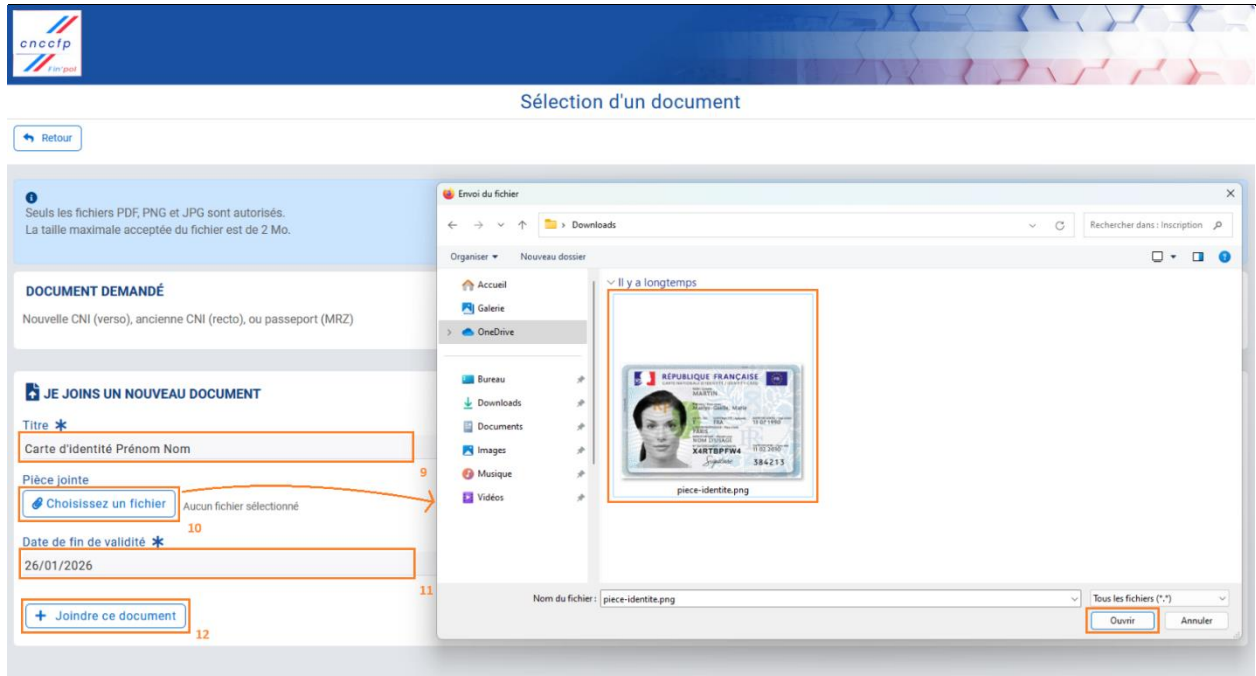 cnccfp
Fin'pol
Sélection d'un document
Retour
Seuls les fichiers PDF, PNG et JPG sont autorisés.
La taille maximale acceptée du fichier est de 2 Mo.
DOCUMENT DEMANDÉ
Nouvelle CNI (verso), ancienne CNI (recto), ou passeport (MRZ)
JE JOINS UN NOUVEAU DOCUMENT
Titre *
Carte d'identité Prénom Nom
9
Pièce jointe
Choisissez un fichier
Aucun fichier sélectionné
10
Date de fin de validité *
26/01/2026
11
+ Joindre ce document
12
Envoi du fichier
Downloads
Rechercher dans : Inscription
Organiser
Nouveau dossier
Accueil
Galerie
OneDrive
Bureau
Downloads
Documents
Images
Musique
Vidéos
Il y a longtemps
RÉPUBLIQUE FRANÇAISE
MARTIN
X4RTBPFW4
384213
piece-identite.png
Nom du fichier : piece-identite.png
Tous les fichiers (*.*)
Ouvrir
Annuler